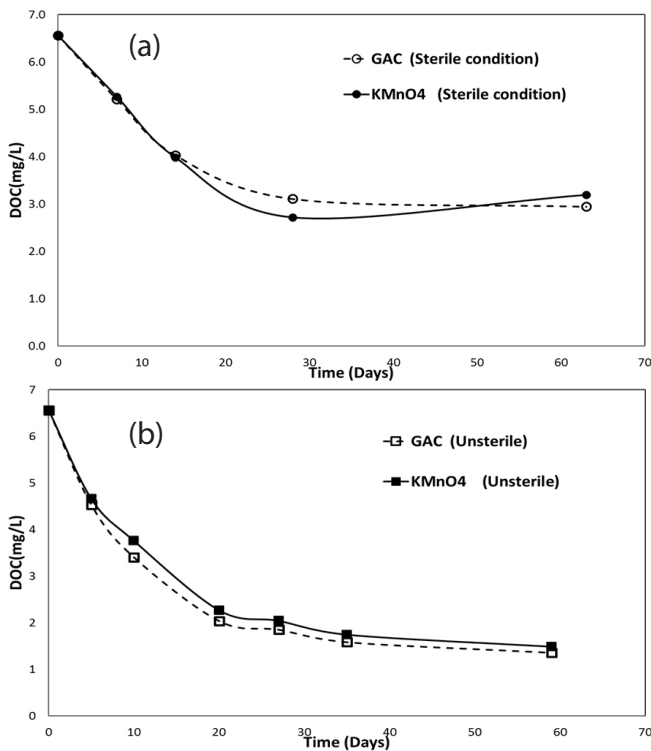 (a)
7.0
6.0
5.0
4.0
3.0
2.0
1.0
0.0
DOC(mg/L)
GAC (Sterile condition)
KMnO4 (Sterile condition)
0 10 20 30 40 50 60 70
Time (Days)
(b)
7
6
5
4
3
2
1
0
DOC(mg/L)
GAC (Unsterile)
KMnO4 (Unsterile)
0 10 20 30 40 50 60 70
Time (Days)